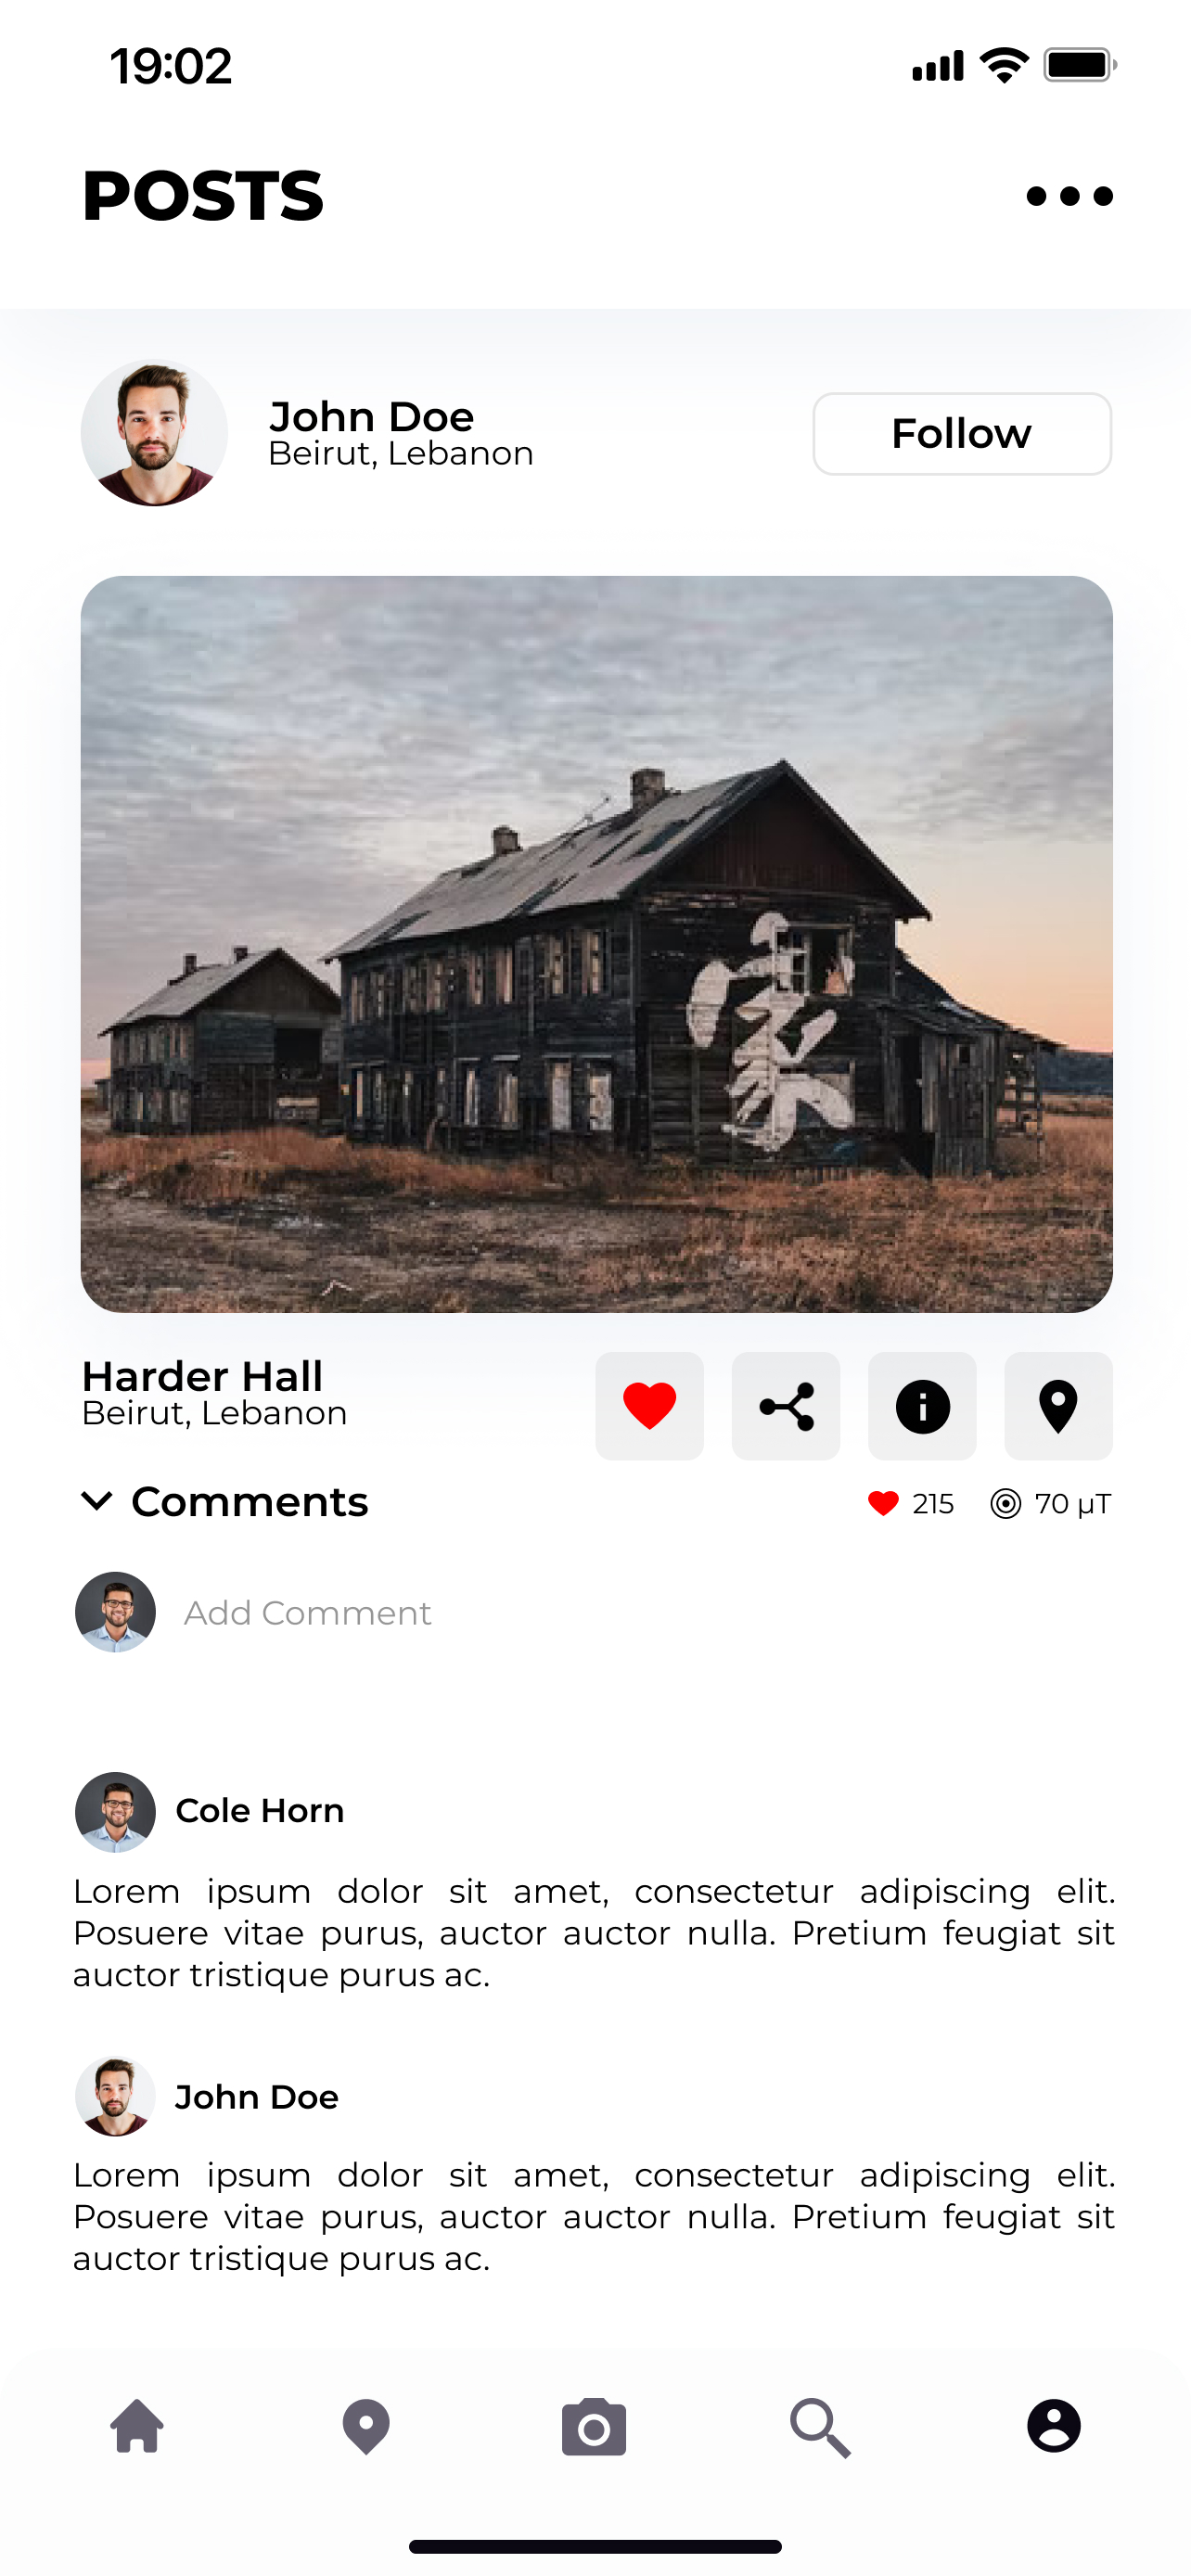 19:02
POSTS
John Doe
Beirut, Lebanon
Follow
家
Harder Hall
Beirut, Lebanon
Comments
215
70 µT
Add Comment
Cole Horn
Lorem ipsum dolor sit amet, consectetur adipiscing elit.
Posuere vitae purus, auctor auctor nulla. Pretium feugiat sit
auctor tristique purus ac.
John Doe
Lorem ipsum dolor sit amet, consectetur adipiscing elit.
Posuere vitae purus, auctor auctor nulla. Pretium feugiat sit
auctor tristique purus ac.